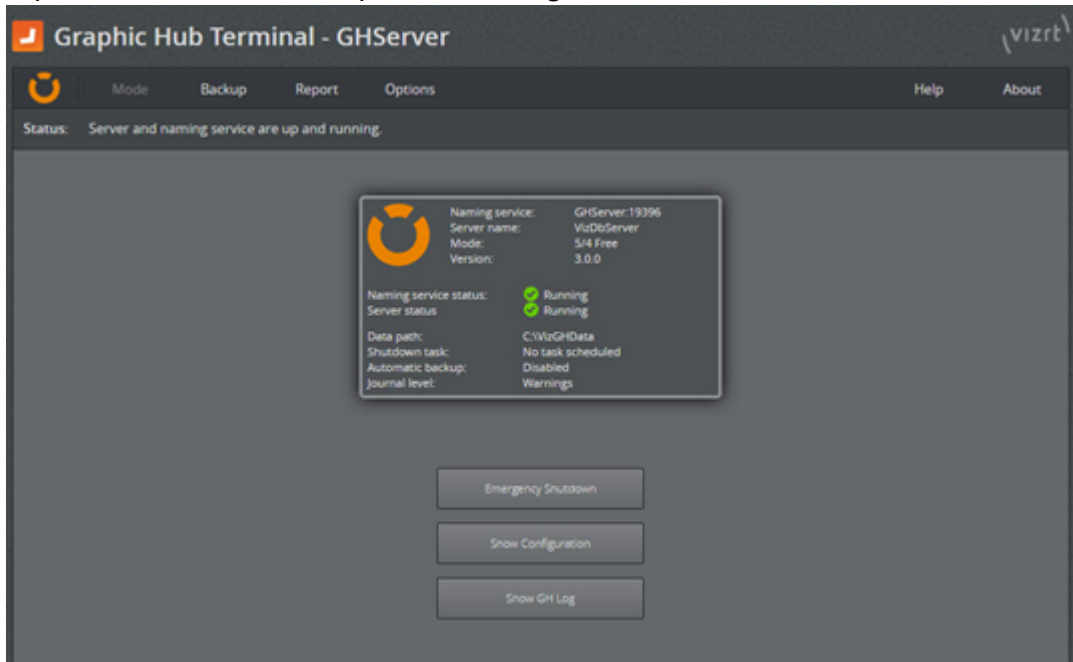 Graphic Hub Terminal - GHServer
vizrt
Mode Backup Report Options Help About
Status: Server and naming service are up and running.
Naming service: GHServer:19396
Server name: VizDbServer
Mode: 5/4 Free
Version: 3.0.0
Naming service status: Running
Server status Running
Data path: C:\VizGHData
Shutdown task: No task scheduled
Automatic backup: Disabled
Journal level: Warnings
Emergency Shutdown
Show Configuration
Show GH Log